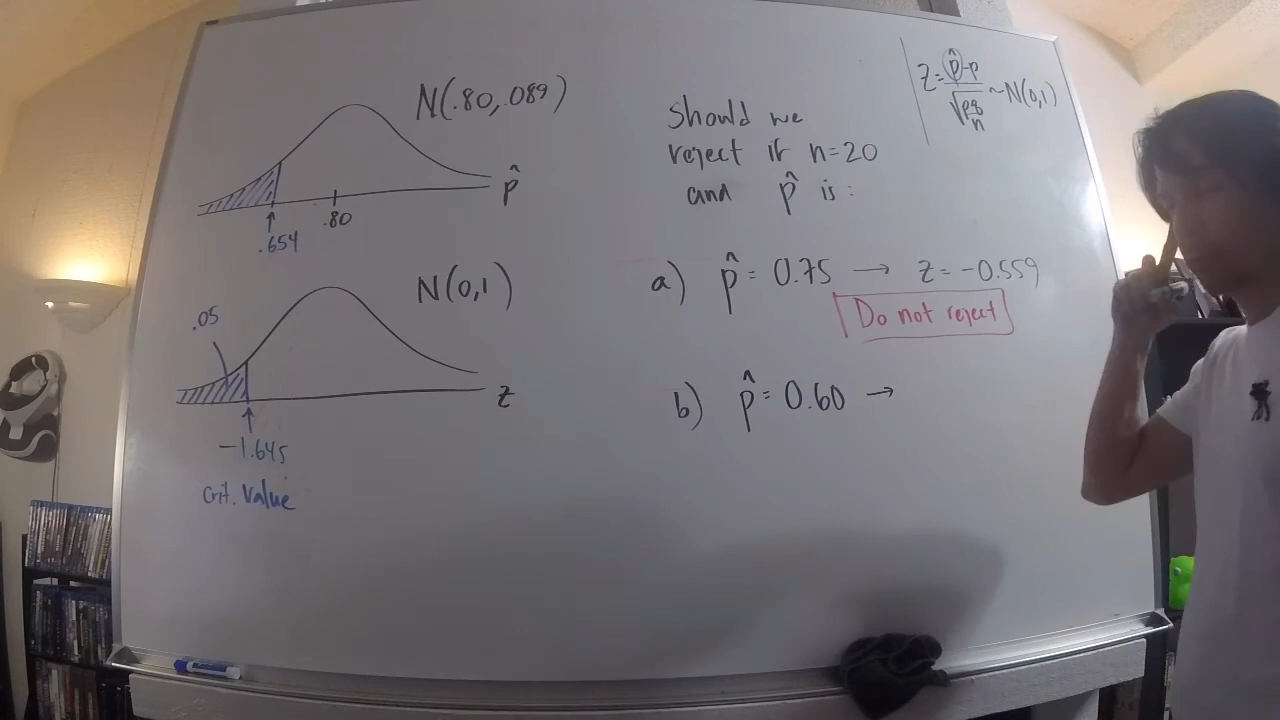 N(.80, .089)
p̂
.80
.654
N(0,1)
.05
z
-1.645
crit. value
Should we
reject if n=20
and p̂ is:
a) p̂ = 0.75 → z = -0.559
Do not reject
b) p̂ = 0.60 →
Z = (p̂-p)/√(pq/n) ~ N(0,1)